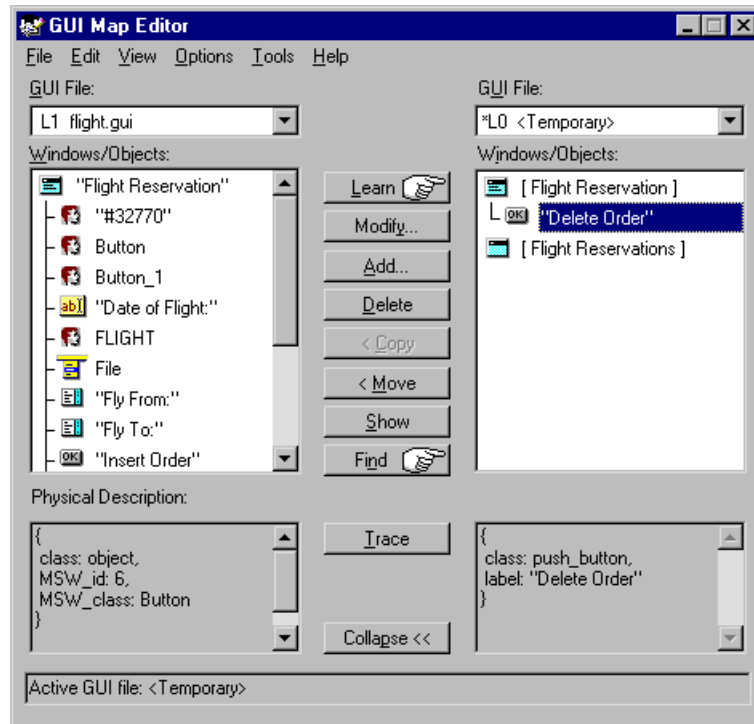 GUI Map Editor
File Edit View Options Tools Help
GUI File:
L1 flight.gui
Windows/Objects:
"Flight Reservation"
"#32770"
Button
Button_1
ab "Date of Flight:"
FLIGHT
File
"Fly From:"
"Fly To:"
OK "Insert Order"
Physical Description:
{
class: object,
MSW_id: 6,
MSW_class: Button
}
Learn
Modify...
Add...
Delete
< Copy
< Move
Show
Find
Trace
Collapse <<
GUI File:
*L0 <Temporary>
Windows/Objects:
[ Flight Reservation ]
OK "Delete Order"
[ Flight Reservations ]
{
class: push_button,
label: "Delete Order"
}
Active GUI file: <Temporary>